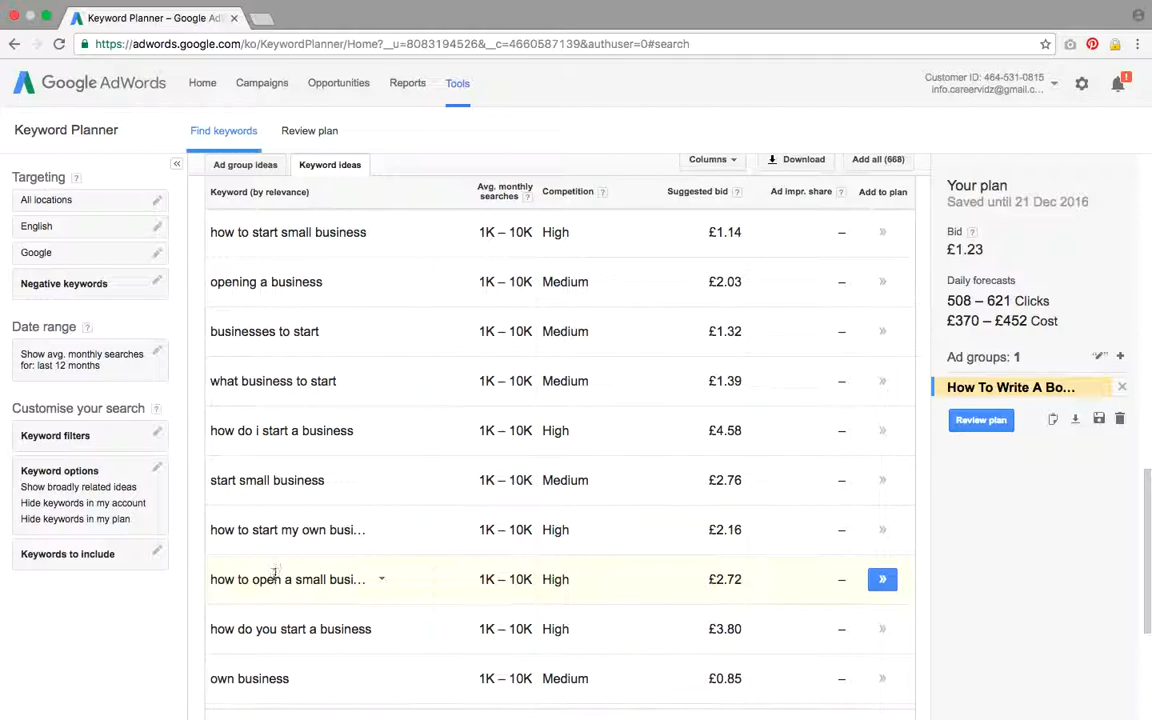 Keyword Planner – Google Ad
https://adwords.google.com/ko/KeywordPlanner/Home?__u=8083194526&__c=4660587139&authuser=0#search
Google AdWords
Home
Campaigns
Opportunities
Reports
Tools
Customer ID: 464-531-0815
info.careervidz@gmail.c...
!
Keyword Planner
Find keywords
Review plan
Targeting ?
All locations
English
Google
Negative keywords
Date range ?
Show avg. monthly searches
for: last 12 months
Customise your search ?
Keyword filters
Keyword options
Show broadly related ideas
Hide keywords in my account
Hide keywords in my plan
Keywords to include
Ad group ideas
Keyword ideas
Columns
Download
Add all (668)
Keyword (by relevance) Avg. monthly searches ? Competition ? Suggested bid ? Ad impr. share ? Add to plan
how to start small business 1K – 10K High £1.14 – »
opening a business 1K – 10K Medium £2.03 – »
businesses to start 1K – 10K Medium £1.32 – »
what business to start 1K – 10K Medium £1.39 – »
how do i start a business 1K – 10K High £4.58 – »
start small business 1K – 10K Medium £2.76 – »
how to start my own busi... 1K – 10K High £2.16 – »
how to open a small busi... 1K – 10K High £2.72 – »
how do you start a business 1K – 10K High £3.80 – »
own business 1K – 10K Medium £0.85 – »
Your plan
Saved until 21 Dec 2016
Bid ?
£1.23
Daily forecasts
508 – 621 Clicks
£370 – £452 Cost
Ad groups: 1
How To Write A Bo...
Review plan